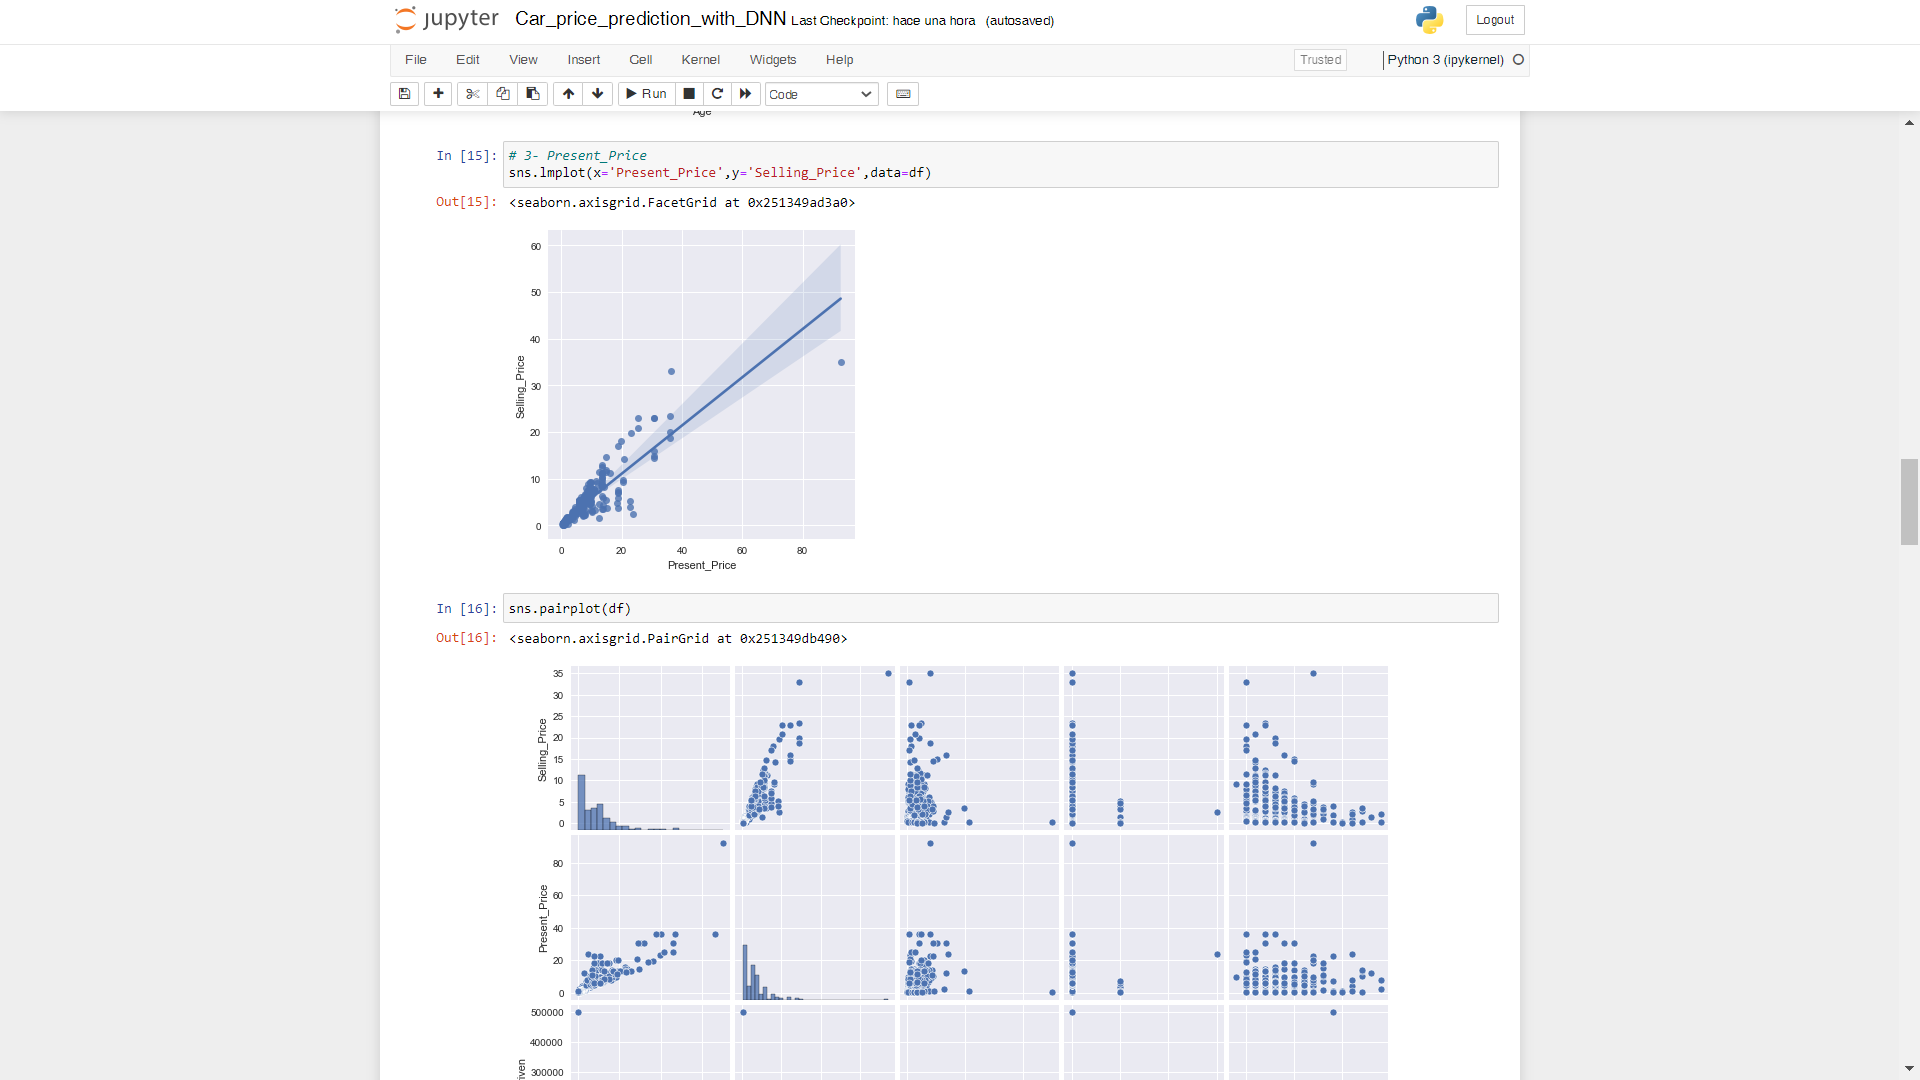 jupyter Car_price_prediction_with_DNN Last Checkpoint: hace una hora (autosaved) Logout
File Edit View Insert Cell Kernel Widgets Help Trusted Python 3 (ipykernel)
Run Code
Age
In [15]: # 3- Present_Price
sns.lmplot(x='Present_Price',y='Selling_Price',data=df)
Out[15]: <seaborn.axisgrid.FacetGrid at 0x251349ad3a0>
60
50
40
30
20
10
0
Selling_Price
0 20 40 60 80
Present_Price
In [16]: sns.pairplot(df)
Out[16]: <seaborn.axisgrid.PairGrid at 0x251349db490>
35
30
25
20
15
10
5
0
Selling_Price
80
60
40
20
0
Present_Price
500000
400000
300000
iven